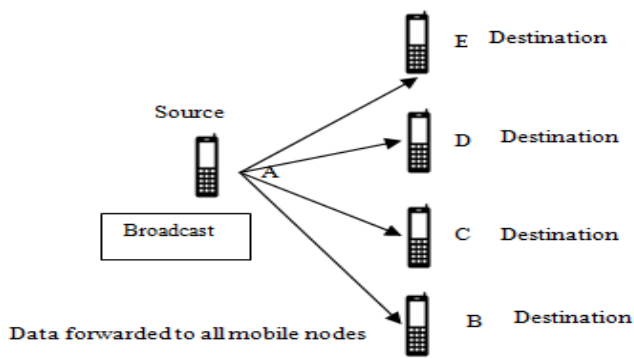 E Destination
Source
D Destination
A
Broadcast
C Destination
B Destination
Data forwarded to all mobile nodes